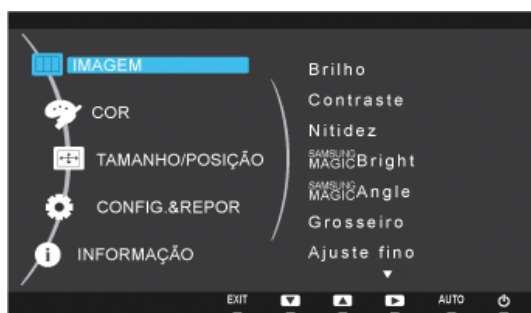 IMAGEM
COR
TAMANHO/POSIÇÃO
CONFIG.&REPOR
INFORMAÇÃO
Brilho
Contraste
Nitidez
SAMSUNG MAGIC Bright
SAMSUNG MAGIC Angle
Grosseiro
Ajuste fino
EXIT AUTO